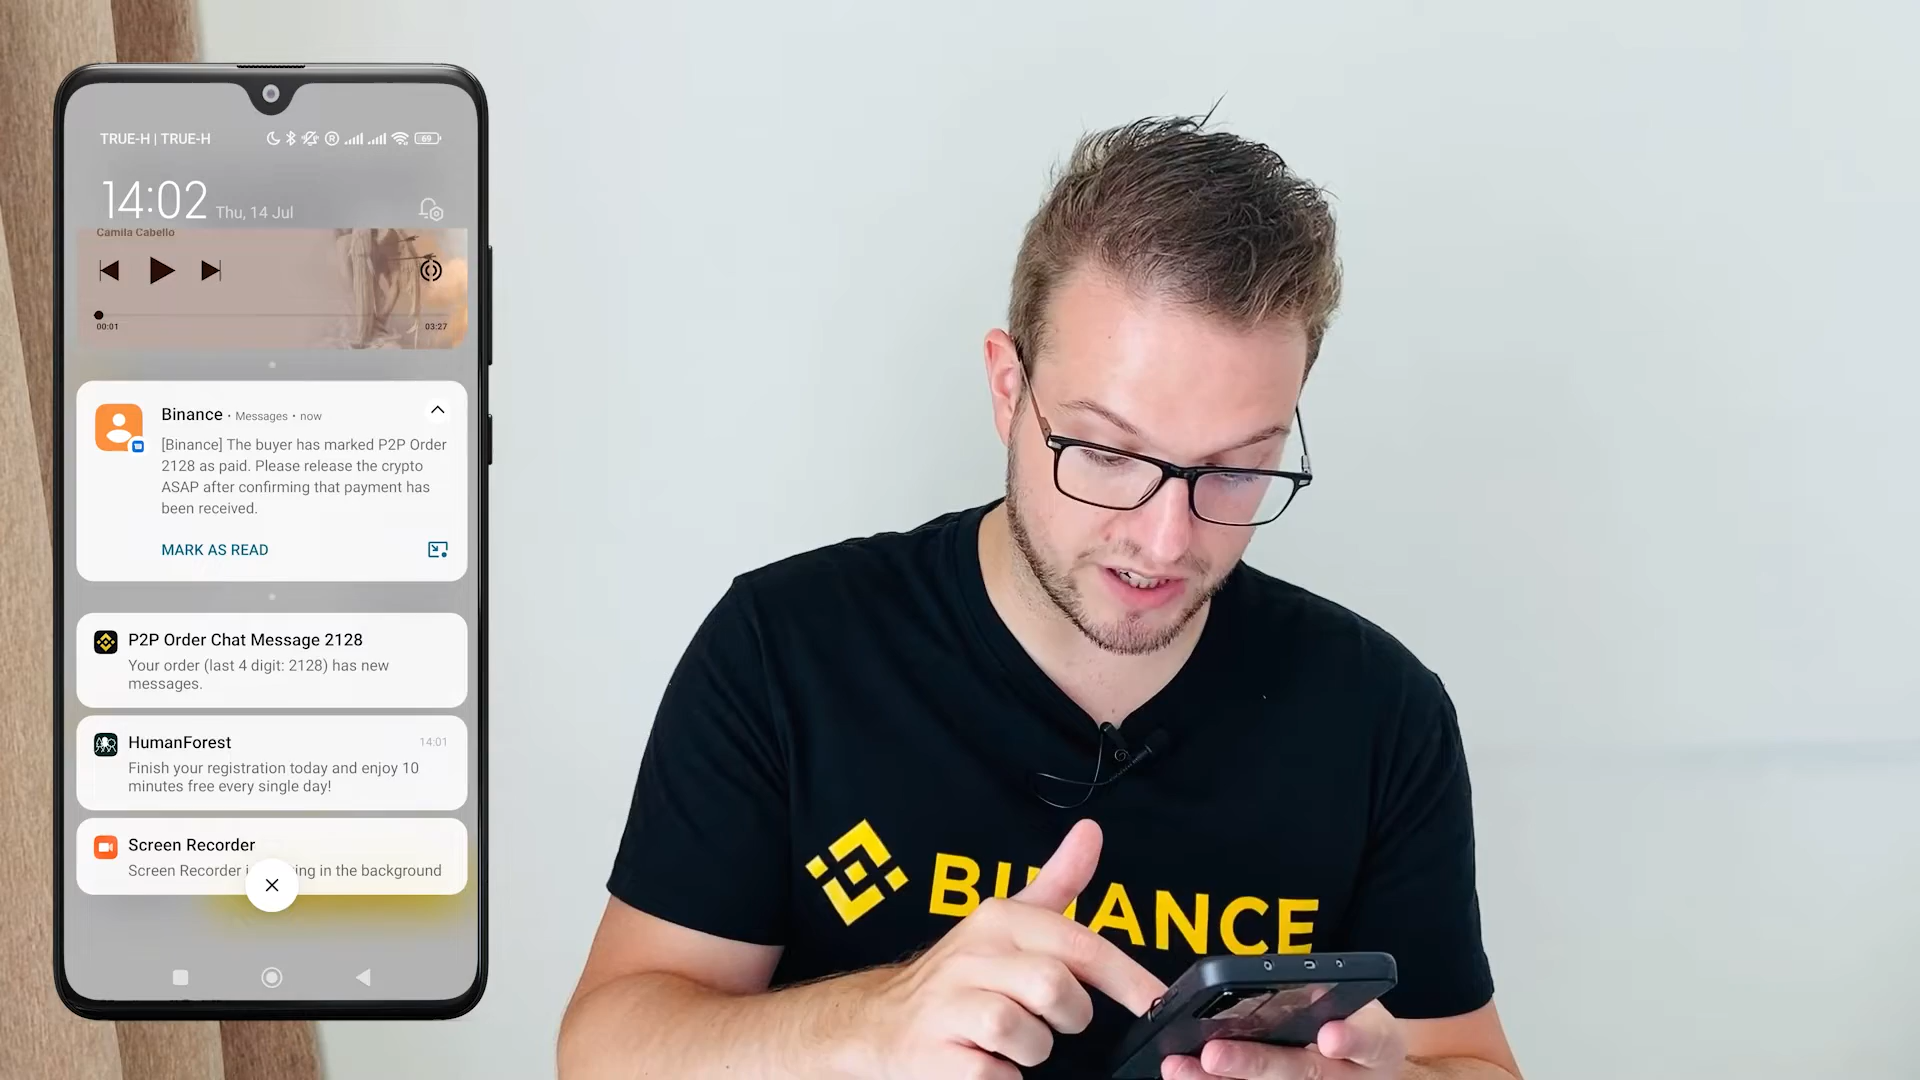 TRUE-H | TRUE-H
69
14:02 Thu, 14 Jul
Camila Cabello
00:01 03:27
Binance · Messages · now
[Binance] The buyer has marked P2P Order
2128 as paid. Please release the crypto
ASAP after confirming that payment has
been received.
MARK AS READ
P2P Order Chat Message 2128
Your order (last 4 digit: 2128) has new
messages.
HumanForest 14:01
Finish your registration today and enjoy 10
minutes free every single day!
Screen Recorder
Screen Recorder ing in the background
BINANCE